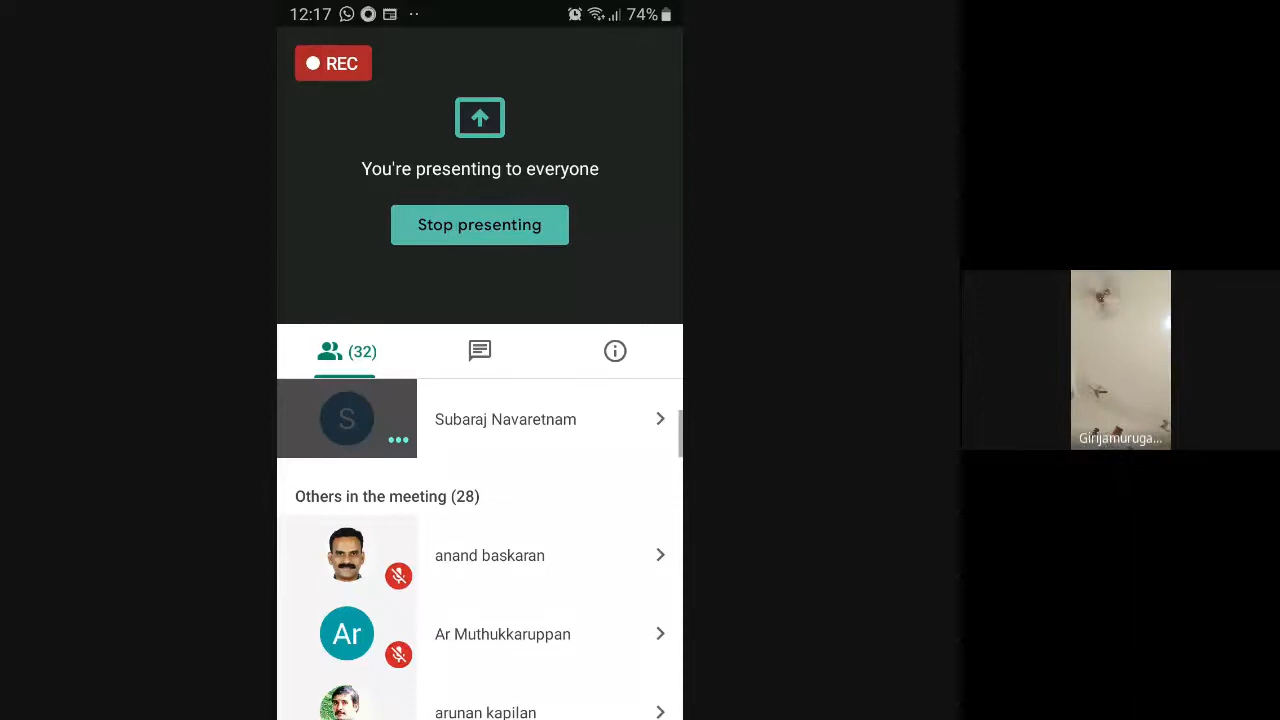 12:17
74%
REC
You're presenting to everyone
Stop presenting
(32)
S
Subaraj Navaretnam
Others in the meeting (28)
anand baskaran
Ar
Ar Muthukkaruppan
arunan kapilan
Girijamuruga...